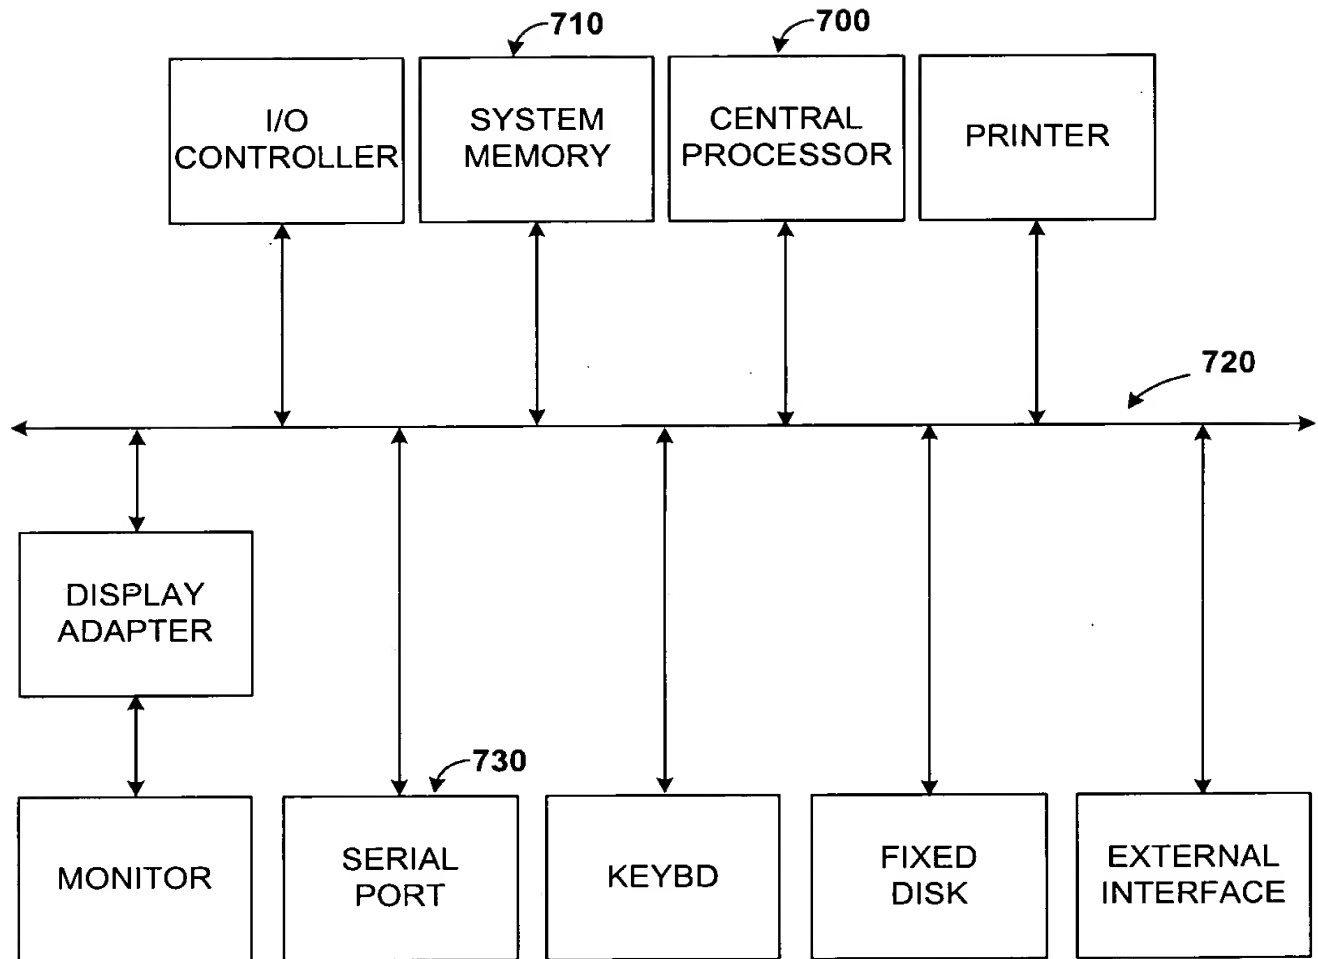 710
700
I/O
CONTROLLER
SYSTEM
MEMORY
CENTRAL
PROCESSOR
PRINTER
720
DISPLAY
ADAPTER
730
MONITOR
SERIAL
PORT
KEYBD
FIXED
DISK
EXTERNAL
INTERFACE